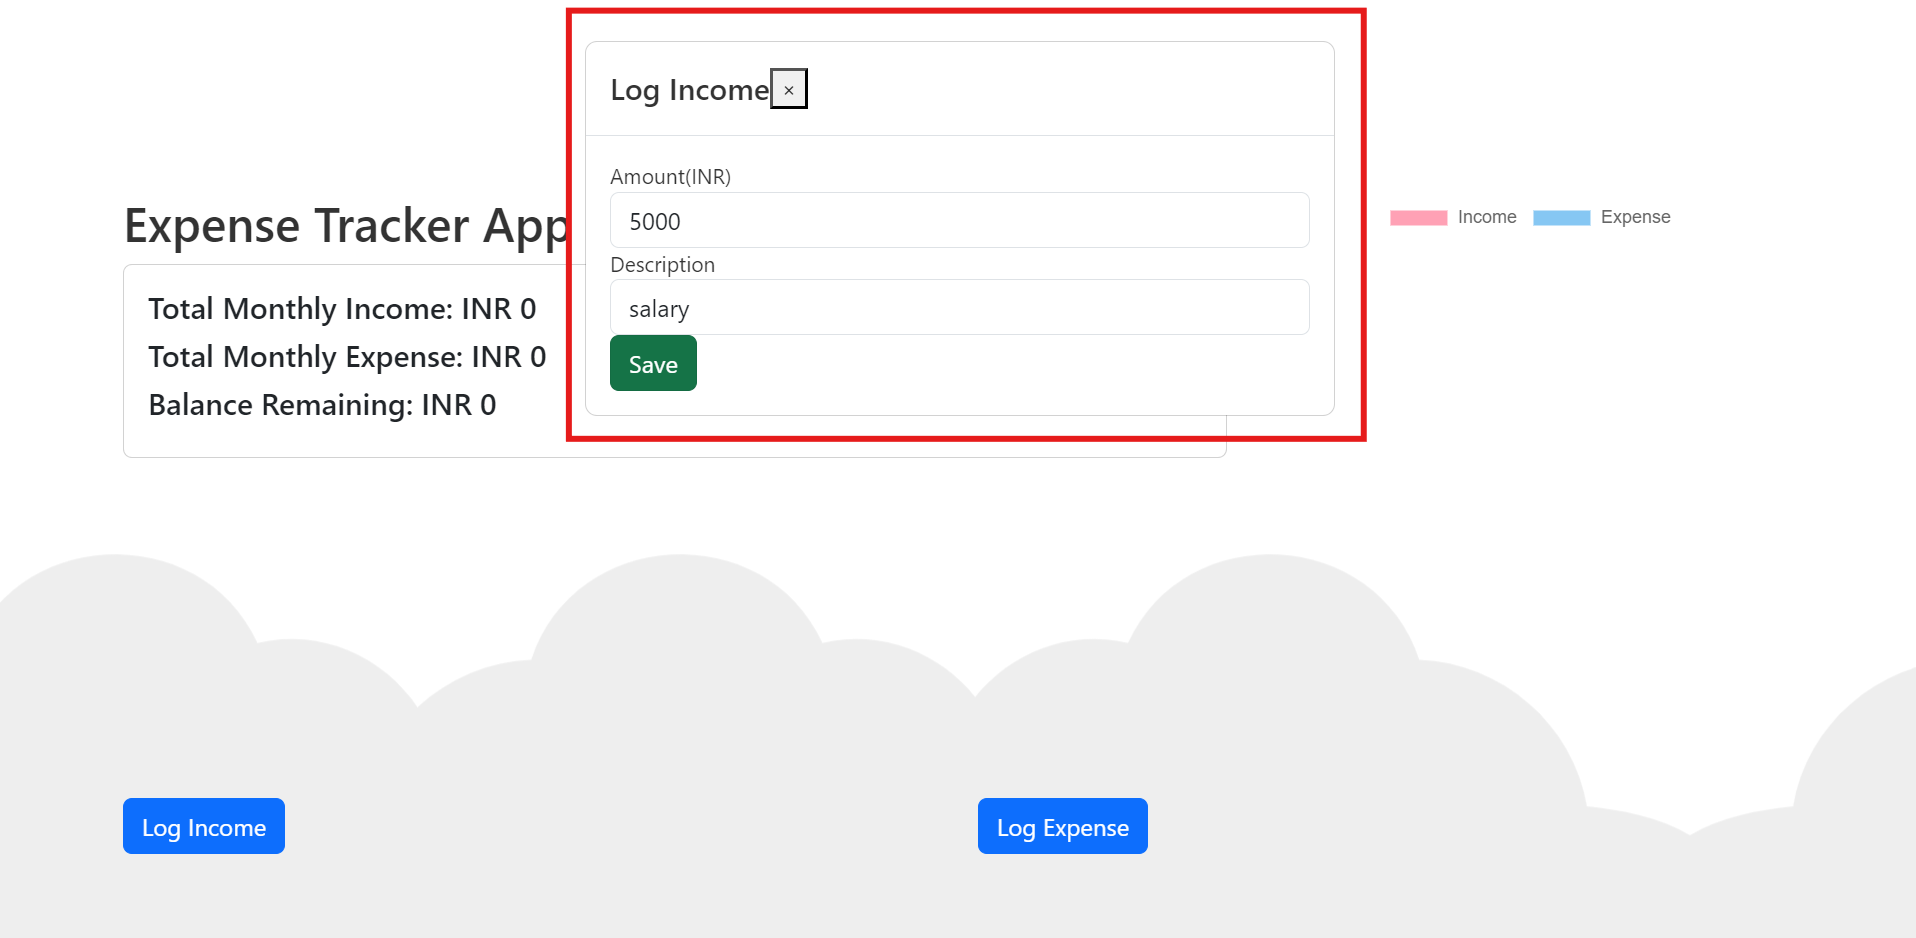 Log Income ×
Amount(INR)
5000
Description
salary
Save
Expense Tracker App
Total Monthly Income: INR 0
Total Monthly Expense: INR 0
Balance Remaining: INR 0
Income Expense
Log Income
Log Expense